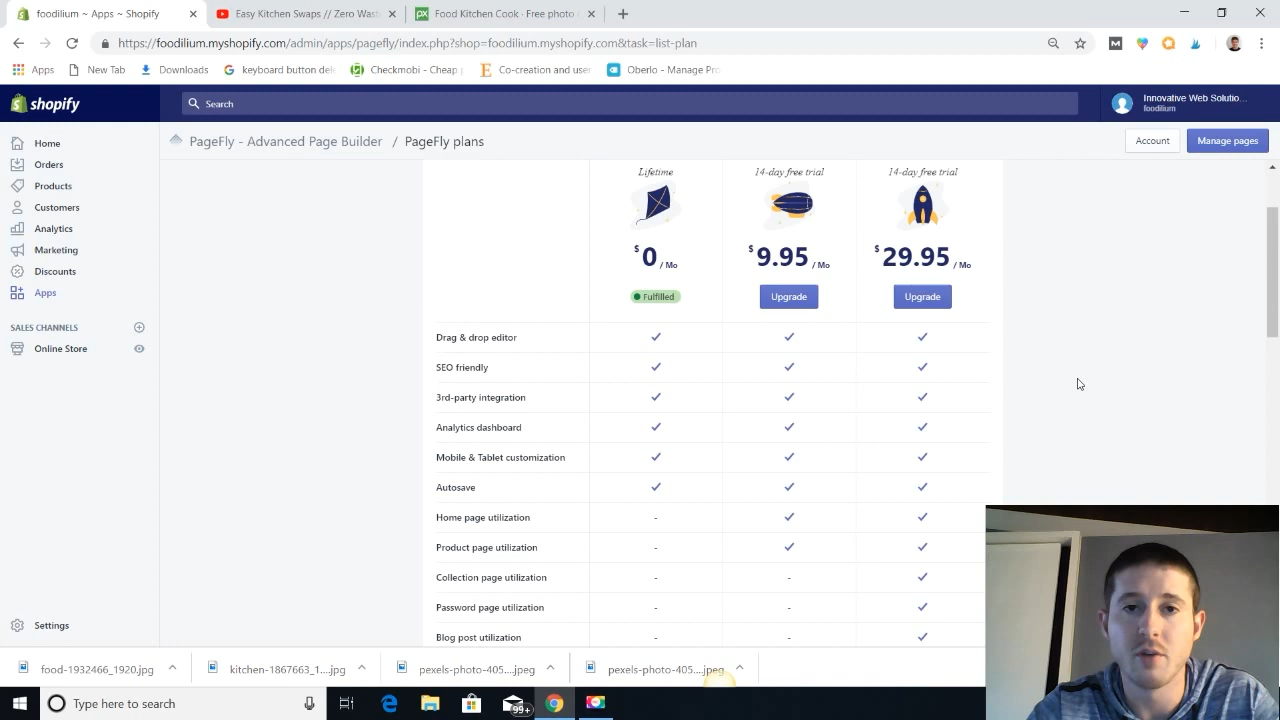 foodilium ~ Apps ~ Shopify
Easy Kitchen Swaps // Zero Wast
Food Kitchen Cook · Free photo
https://foodilium.myshopify.com/admin/apps/pagefly/index.php?shop=foodilium.myshopify.com&task=list-plan
Apps
New Tab
Downloads
keyboard button del
Checkmobi - Cheap p
Co-creation and user
Oberlo - Manage Pro
shopify
Search
Innovative Web Solutio...
foodilium
PageFly - Advanced Page Builder / PageFly plans
Account
Manage pages
Home
Orders
Products
Customers
Analytics
Marketing
Discounts
Apps
SALES CHANNELS
Online Store
Settings
Lifetime
14-day free trial
14-day free trial
$ 0 / Mo
$ 9.95 / Mo
$ 29.95 / Mo
Fulfilled
Upgrade
Upgrade
Drag & drop editor
SEO friendly
3rd-party integration
Analytics dashboard
Mobile & Tablet customization
Autosave
Home page utilization -
Product page utilization -
Collection page utilization - -
Password page utilization - -
Blog post utilization - -
food-1932466_1920.jpg
kitchen-1867663_1....jpg
pexels-photo-405....jpeg
pexels-photo-405....jpeg
Type here to search
99+